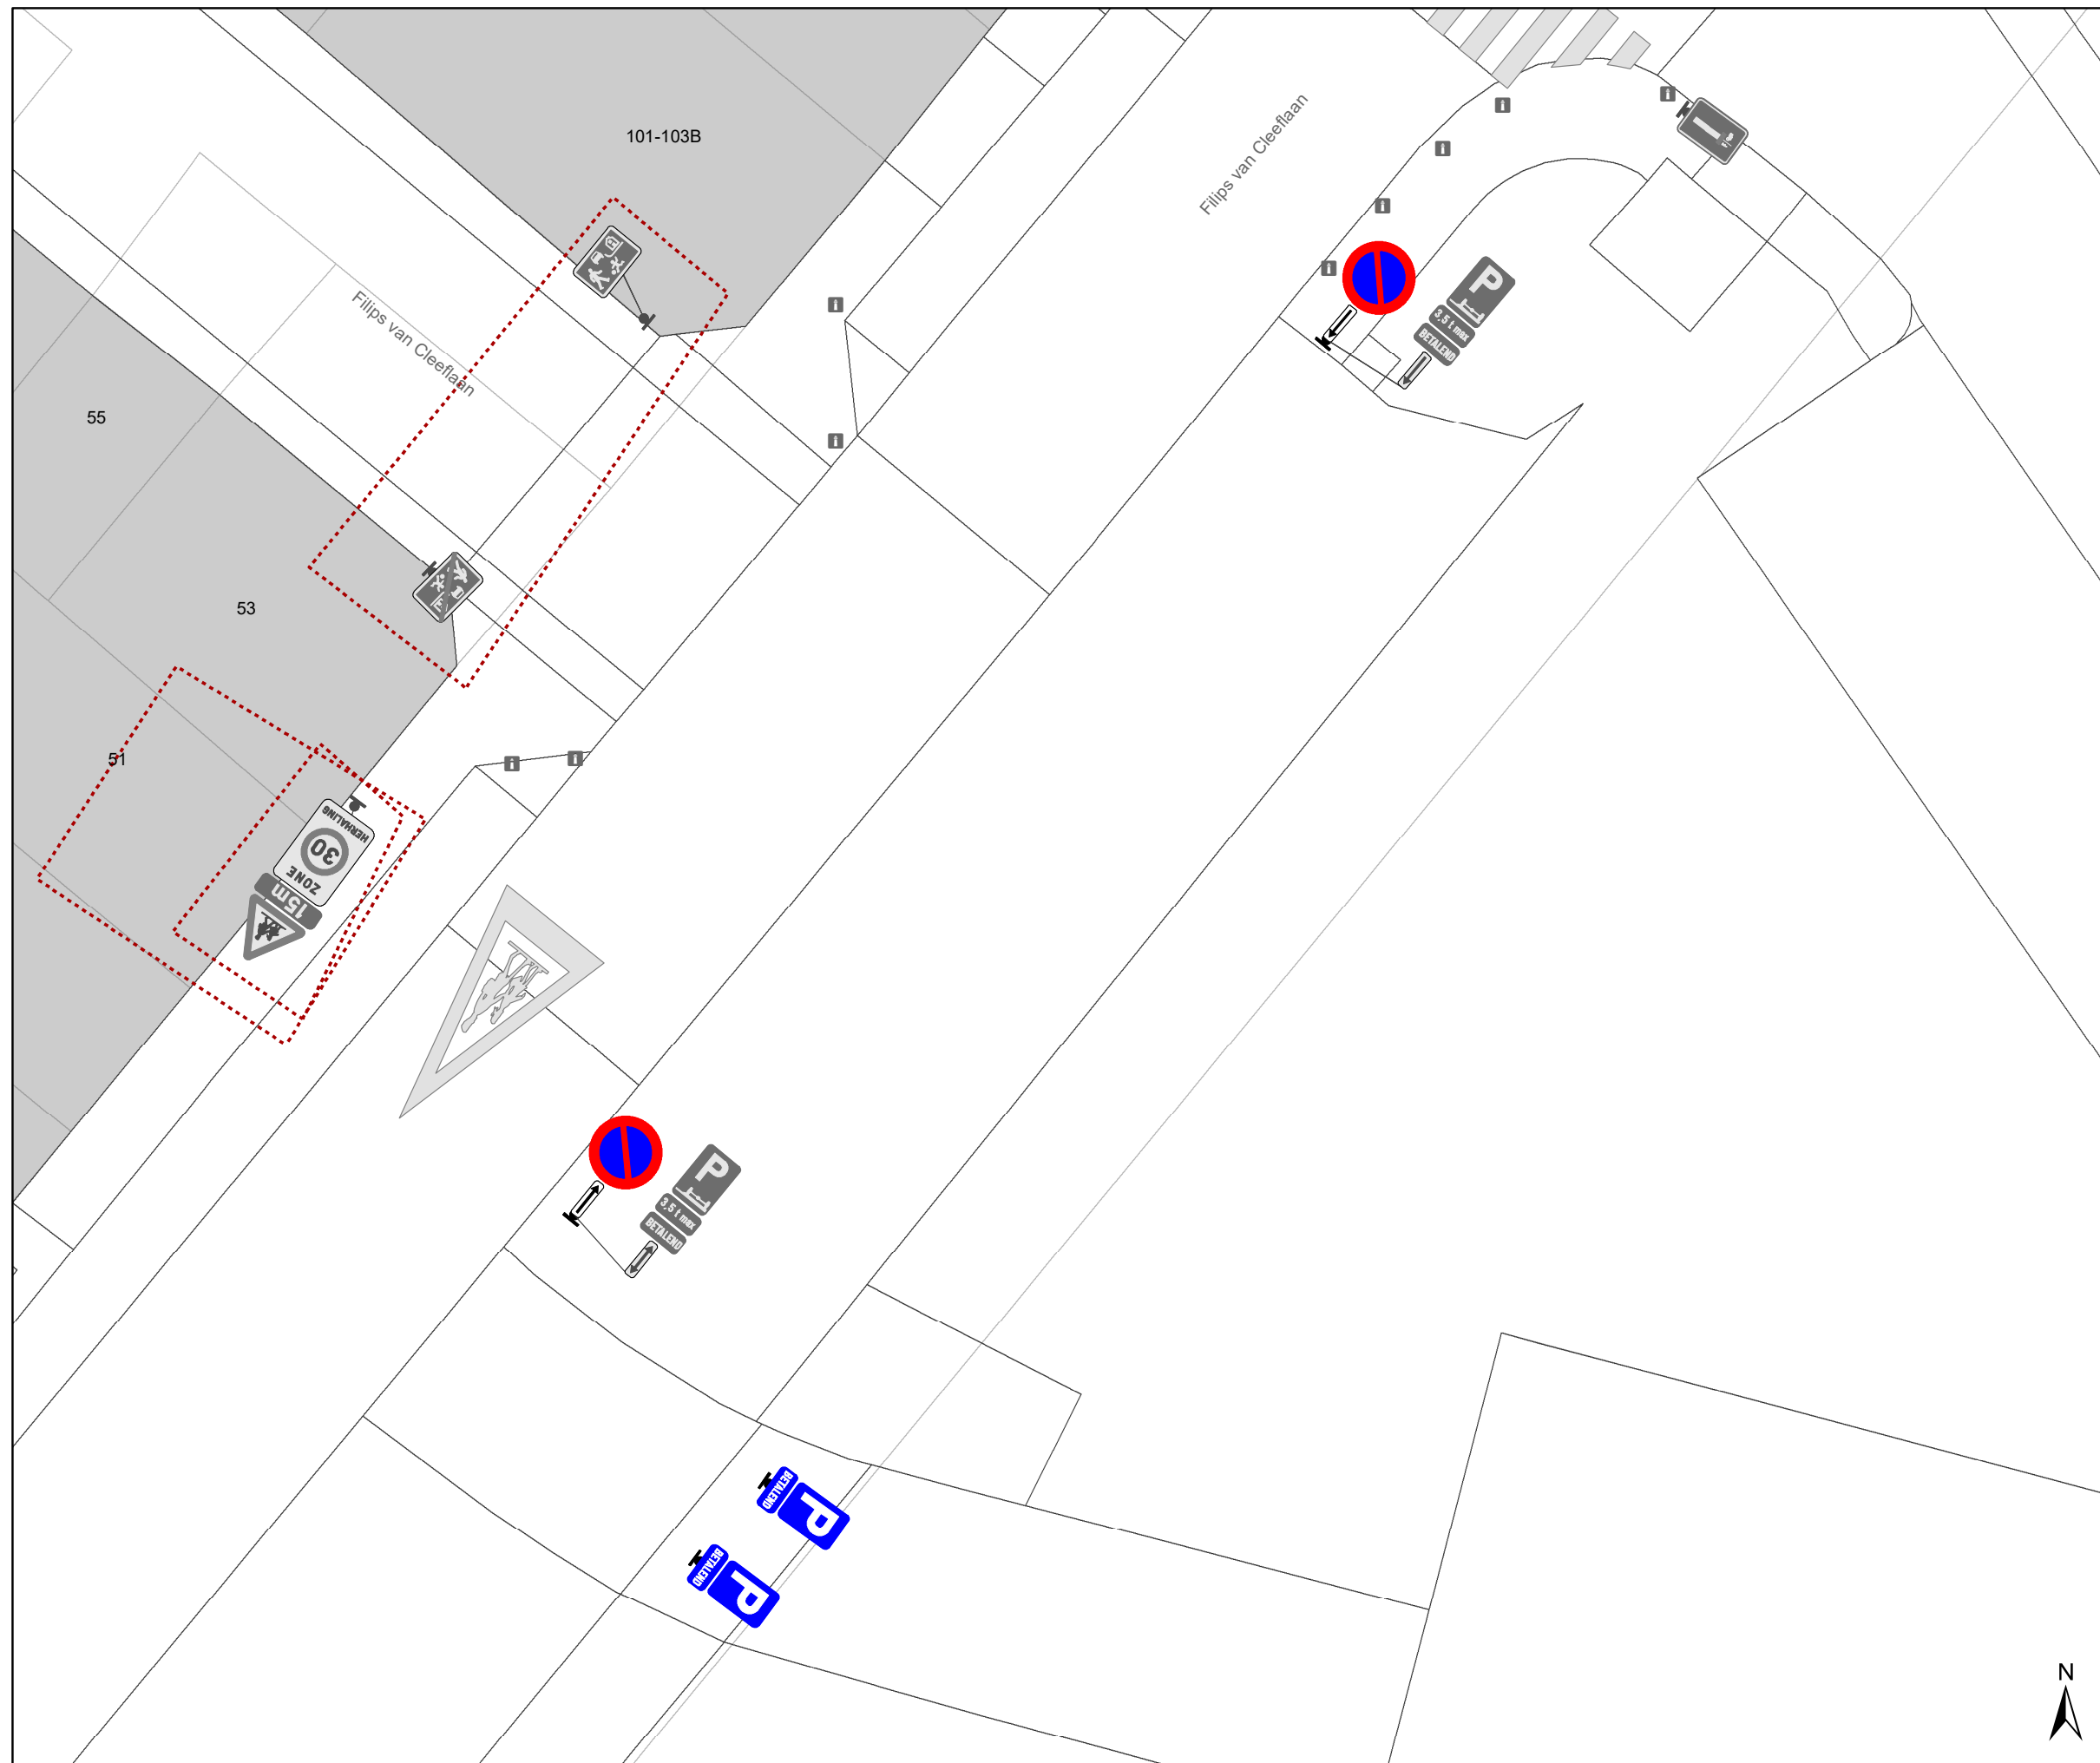 101-103B
Filips van Cleeflaan
P
3,5 t max
BETALEND
Filips van Cleeflaan
55
53
51
HERHALING
30
ZONE
15m
P
3,5 t max
BETALEND
BETALEND
P
BETALEND
P
N